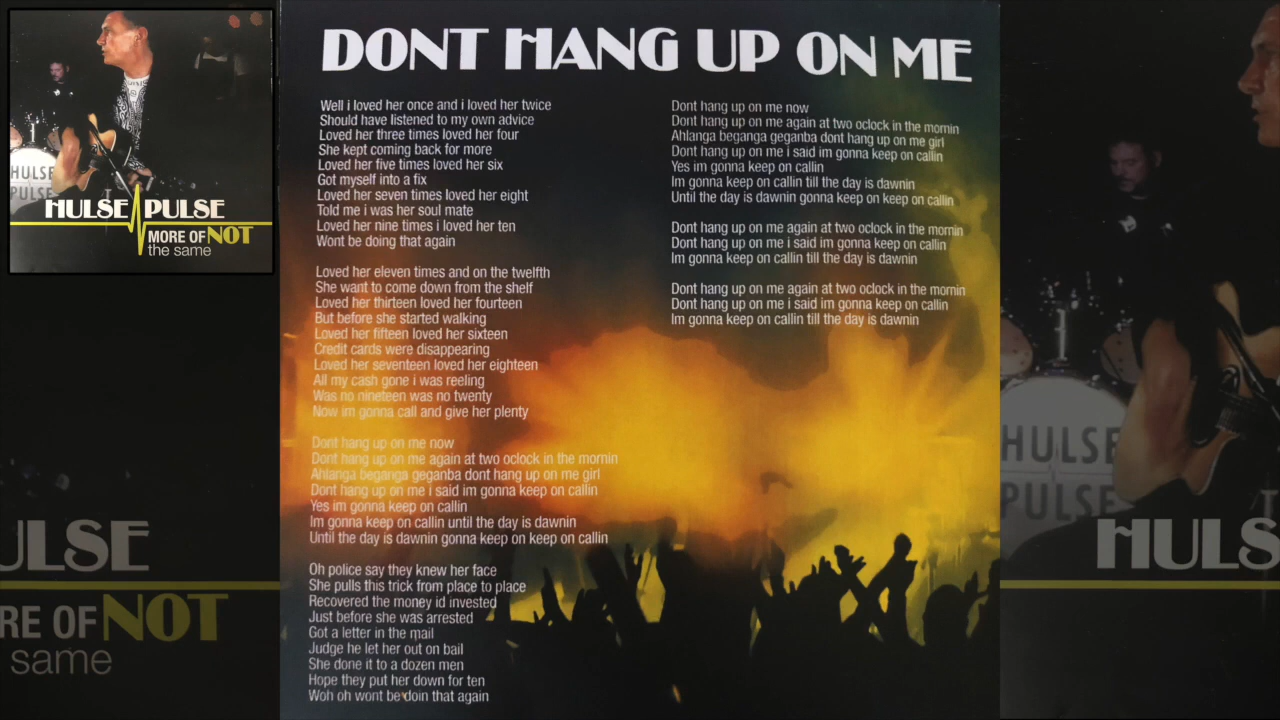 HULSE PULSE
HULSE PULSE
MORE OF NOT
the same
DONT HANG UP ON ME
Well i loved her once and i loved her twice
Should have listened to my own advice
Loved her three times loved her four
She kept coming back for more
Loved her five times loved her six
Got myself into a fix
Loved her seven times loved her eight
Told me i was her soul mate
Loved her nine times i loved her ten
Wont be doing that again
Loved her eleven times and on the twelfth
She want to come down from the shelf
Loved her thirteen loved her fourteen
But before she started walking
Loved her fifteen loved her sixteen
Credit cards were disappearing
Loved her seventeen loved her eighteen
All my cash gone i was reeling
Was no nineteen was no twenty
Now im gonna call and give her plenty
Dont hang up on me now
Dont hang up on me again at two oclock in the mornin
Ahlanga beganga geganba dont hang up on me girl
Dont hang up on me i said im gonna keep on callin
Yes im gonna keep on callin
Im gonna keep on callin until the day is dawnin
Until the day is dawnin gonna keep on keep on callin
Oh police say they knew her face
She pulls this trick from place to place
Recovered the money id invested
Just before she was arrested
Got a letter in the mail
Judge he let her out on bail
She done it to a dozen men
Hope they put her down for ten
Woh oh wont be doin that again
Dont hang up on me now
Dont hang up on me again at two oclock in the mornin
Ahlanga beganga geganba dont hang up on me girl
Dont hang up on me i said im gonna keep on callin
Yes im gonna keep on callin
Im gonna keep on callin till the day is dawnin
Until the day is dawnin gonna keep on keep on callin
Dont hang up on me again at two oclock in the mornin
Dont hang up on me i said im gonna keep on callin
Im gonna keep on callin till the day is dawnin
Dont hang up on me again at two oclock in the mornin
Dont hang up on me i said im gonna keep on callin
Im gonna keep on callin till the day is dawnin
ULSE
RE OF NOT
same
HULSE
PULSE
HULS